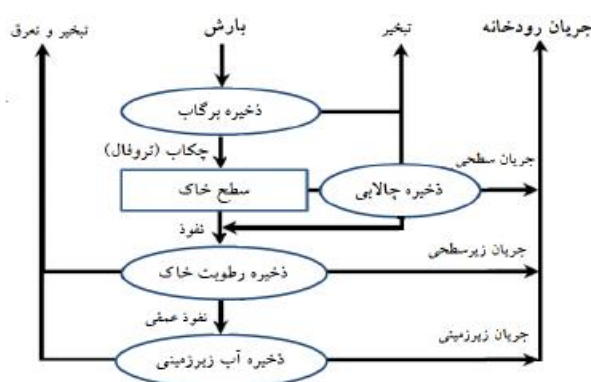 جریان رودخانه
تبخیر
بارش
تبخیر و تعرق
ذخیره برگاب
چکاب (تروفال)
جریان سطحی
ذخیره چالابی
سطح خاک
نفوذ
جریان زیرسطحی
ذخیره رطوبت خاک
نفوذ عمقی
جریان زیرزمینی
ذخیره آب زیرزمینی